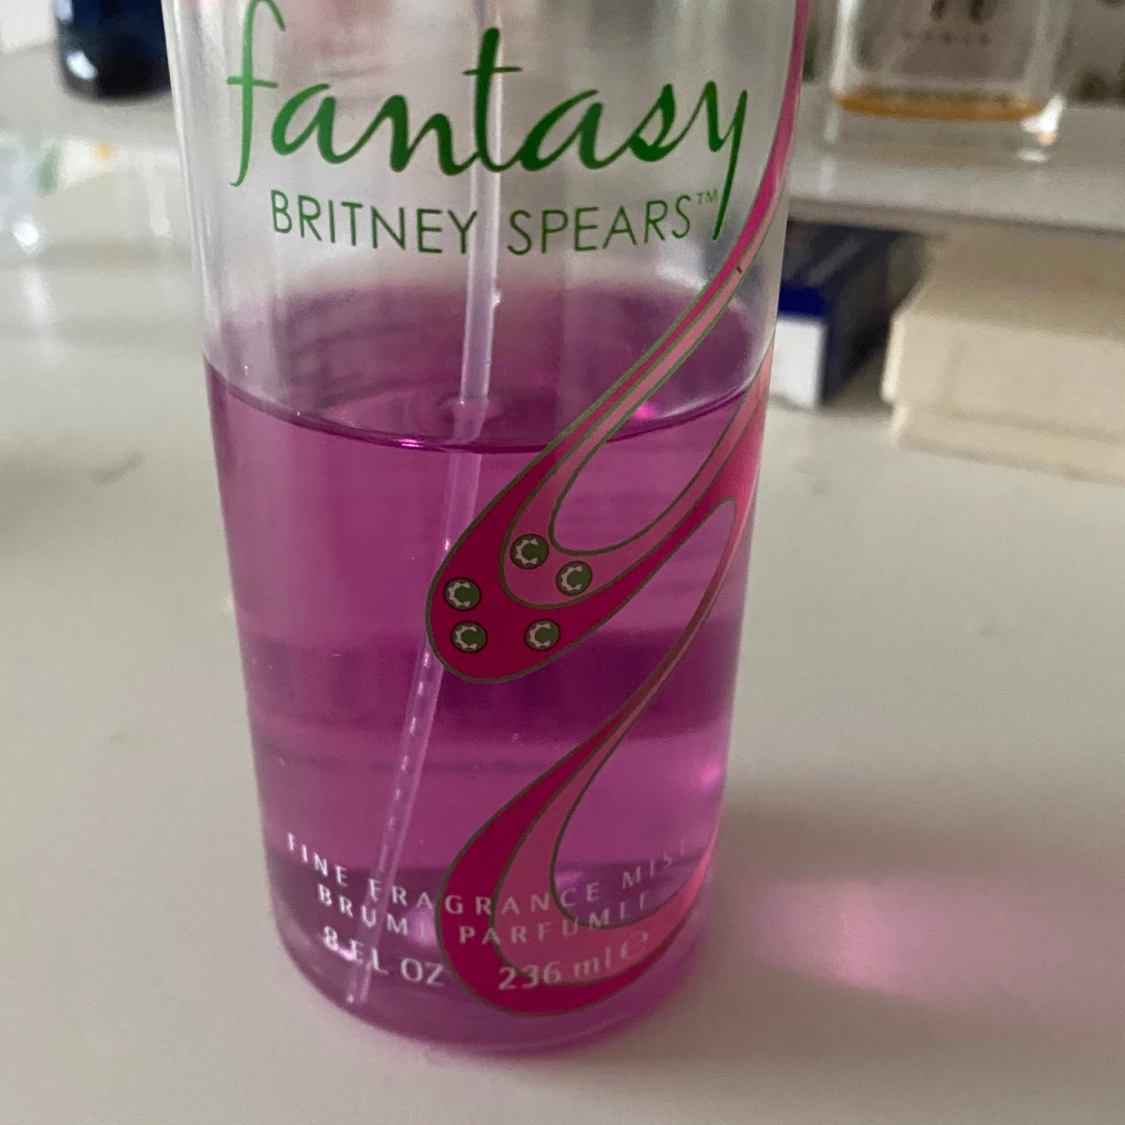 fantasy
BRITNEY SPEARS™
FINE FRAGRANCE MIST
BRUME PARFUMÉE
8 FL OZ 236 ml ℮